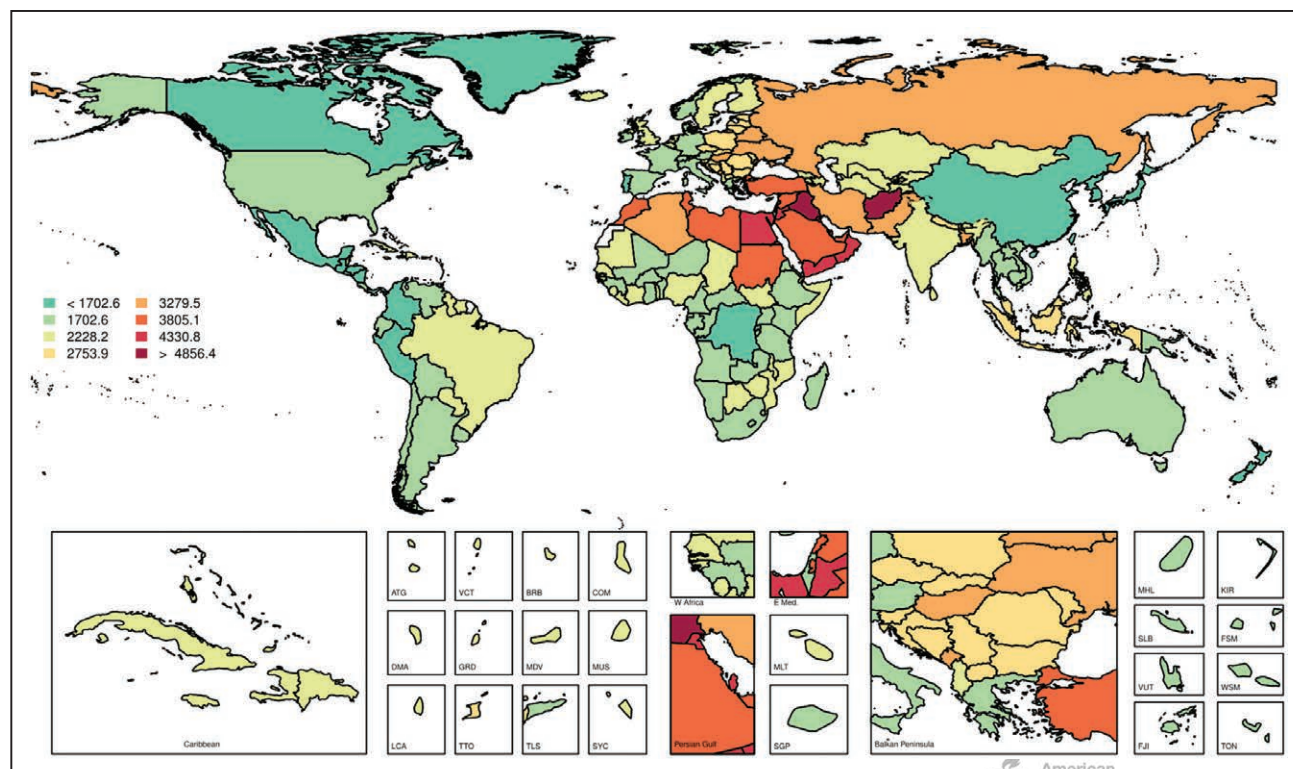 < 1702.6 3279.5
1702.6 3805.1
2228.2 4330.8
2753.9 > 4856.4
ATG VCT BRB COM
W Africa E Med.
MHL KIR
DMA GRD MDV MUS
MLT
SLB FSM
VUT WSM
Caribbean
LCA TTO TLS SYC
Persian Gulf
SGP
Balkan Peninsula
FJI TON
American